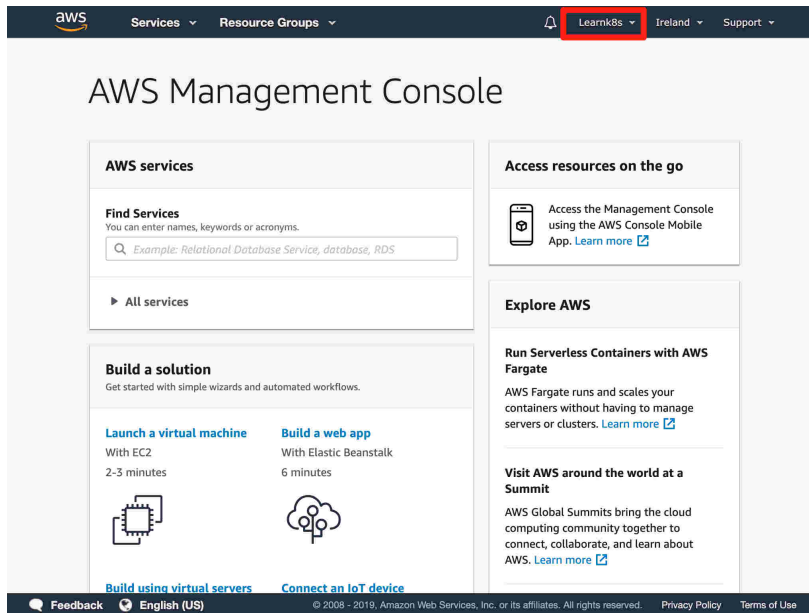 aws Services Resource Groups Learnk8s Ireland Support
AWS Management Console
AWS services
Find Services
You can enter names, keywords or acronyms.
Example: Relational Database Service, database, RDS
All services
Build a solution
Get started with simple wizards and automated workflows.
Launch a virtual machine
With EC2
2-3 minutes
Build a web app
With Elastic Beanstalk
6 minutes
Build using virtual servers
Connect an IoT device
Access resources on the go
Access the Management Console
using the AWS Console Mobile
App. Learn more
Explore AWS
Run Serverless Containers with AWS
Fargate
AWS Fargate runs and scales your
containers without having to manage
servers or clusters. Learn more
Visit AWS around the world at a
Summit
AWS Global Summits bring the cloud
computing community together to
connect, collaborate, and learn about
AWS. Learn more
Feedback English (US) © 2008 - 2019, Amazon Web Services, Inc. or its affiliates. All rights reserved. Privacy Policy Terms of Use